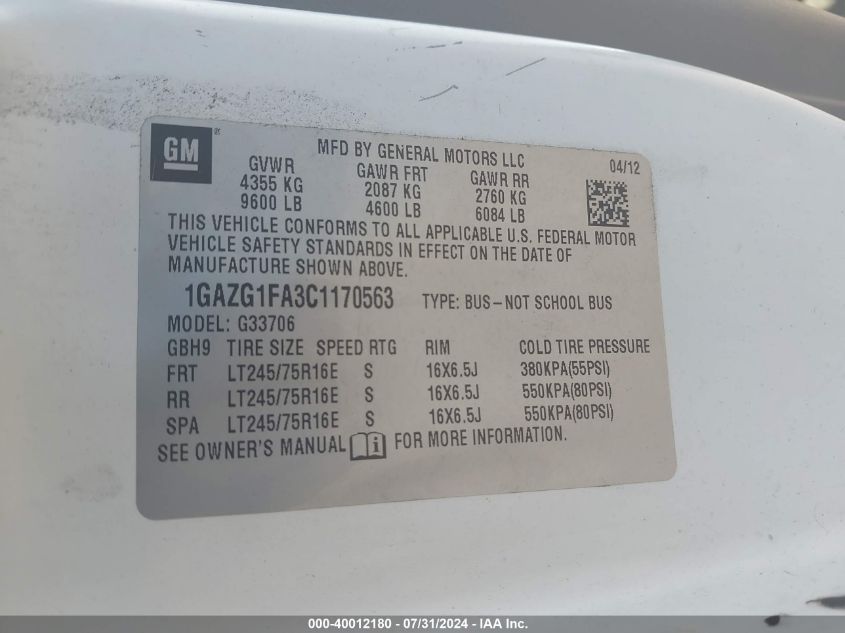 GM®
MFD BY GENERAL MOTORS LLC 04/12
GVWR GAWR FRT GAWR RR
4355 KG 2087 KG 2760 KG
9600 LB 4600 LB 6084 LB
THIS VEHICLE CONFORMS TO ALL APPLICABLE U.S. FEDERAL MOTOR
VEHICLE SAFETY STANDARDS IN EFFECT ON THE DATE OF
MANUFACTURE SHOWN ABOVE.
1GAZG1FA3C1170563 TYPE: BUS-NOT SCHOOL BUS
MODEL: G33706
GBH9 TIRE SIZE SPEED RTG RIM COLD TIRE PRESSURE
FRT LT245/75R16E S 16X6.5J 380KPA(55PSI)
RR LT245/75R16E S 16X6.5J 550KPA(80PSI)
SPA LT245/75R16E S 16X6.5J 550KPA(80PSI)
SEE OWNER'S MANUAL i FOR MORE INFORMATION.
000-40012180 - 07/31/2024 - IAA Inc.